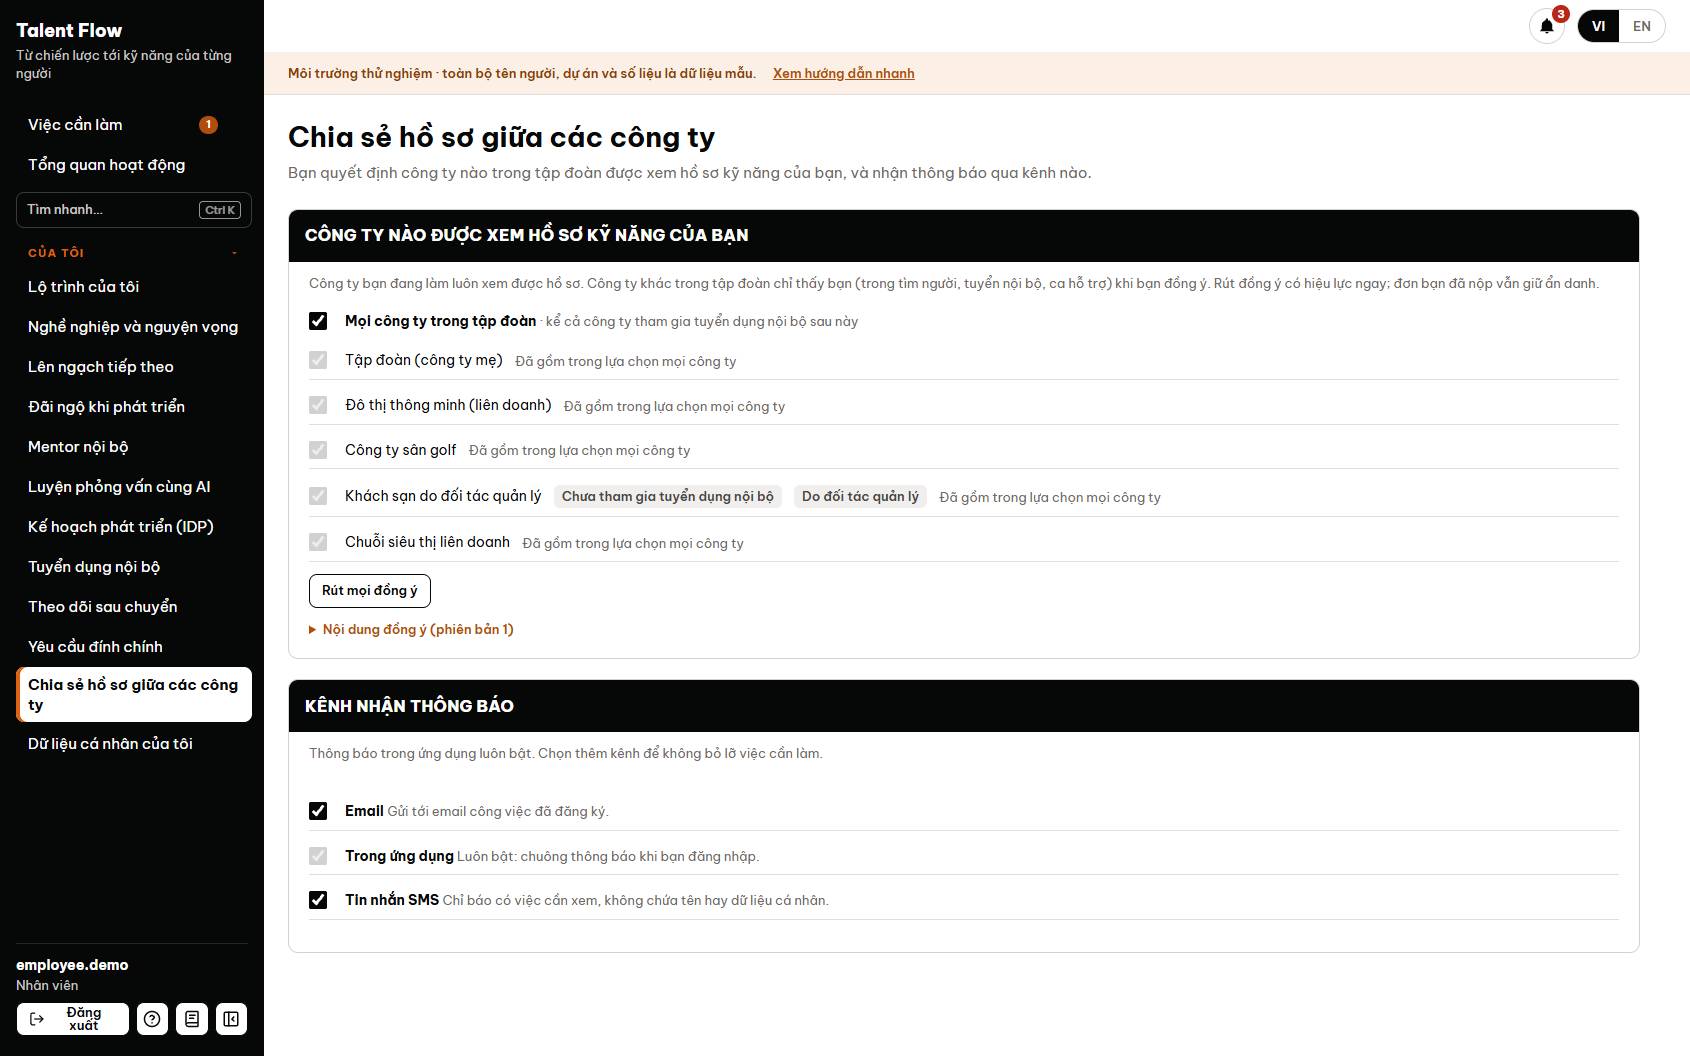 Talent Flow
Từ chiến lược tới kỹ năng của từng
người
Việc cần làm
1
Tổng quan hoạt động
Tìm nhanh...
Ctrl K
CỦA TÔI
Lộ trình của tôi
Nghề nghiệp và nguyện vọng
Lên ngạch tiếp theo
Đãi ngộ khi phát triển
Mentor nội bộ
Luyện phỏng vấn cùng AI
Kế hoạch phát triển (IDP)
Tuyển dụng nội bộ
Theo dõi sau chuyển
Yêu cầu đính chính
Chia sẻ hồ sơ giữa các công
ty
Dữ liệu cá nhân của tôi
employee.demo
Nhân viên
Đăng
xuất
3
VI
EN
Môi trường thử nghiệm · toàn bộ tên người, dự án và số liệu là dữ liệu mẫu. Xem hướng dẫn nhanh
Chia sẻ hồ sơ giữa các công ty
Bạn quyết định công ty nào trong tập đoàn được xem hồ sơ kỹ năng của bạn, và nhận thông báo qua kênh nào.
CÔNG TY NÀO ĐƯỢC XEM HỒ SƠ KỸ NĂNG CỦA BẠN
Công ty bạn đang làm luôn xem được hồ sơ. Công ty khác trong tập đoàn chỉ thấy bạn (trong tìm người, tuyển nội bộ, ca hỗ trợ) khi bạn đồng ý. Rút đồng ý có hiệu lực ngay; đơn bạn đã nộp vẫn giữ ẩn danh.
Mọi công ty trong tập đoàn · kể cả công ty tham gia tuyển dụng nội bộ sau này
Tập đoàn (công ty mẹ) Đã gồm trong lựa chọn mọi công ty
Đô thị thông minh (liên doanh) Đã gồm trong lựa chọn mọi công ty
Công ty sân golf Đã gồm trong lựa chọn mọi công ty
Khách sạn do đối tác quản lý Chưa tham gia tuyển dụng nội bộ Do đối tác quản lý Đã gồm trong lựa chọn mọi công ty
Chuỗi siêu thị liên doanh Đã gồm trong lựa chọn mọi công ty
Rút mọi đồng ý
Nội dung đồng ý (phiên bản 1)
KÊNH NHẬN THÔNG BÁO
Thông báo trong ứng dụng luôn bật. Chọn thêm kênh để không bỏ lỡ việc cần làm.
Email Gửi tới email công việc đã đăng ký.
Trong ứng dụng Luôn bật: chuông thông báo khi bạn đăng nhập.
Tin nhắn SMS Chỉ báo có việc cần xem, không chứa tên hay dữ liệu cá nhân.